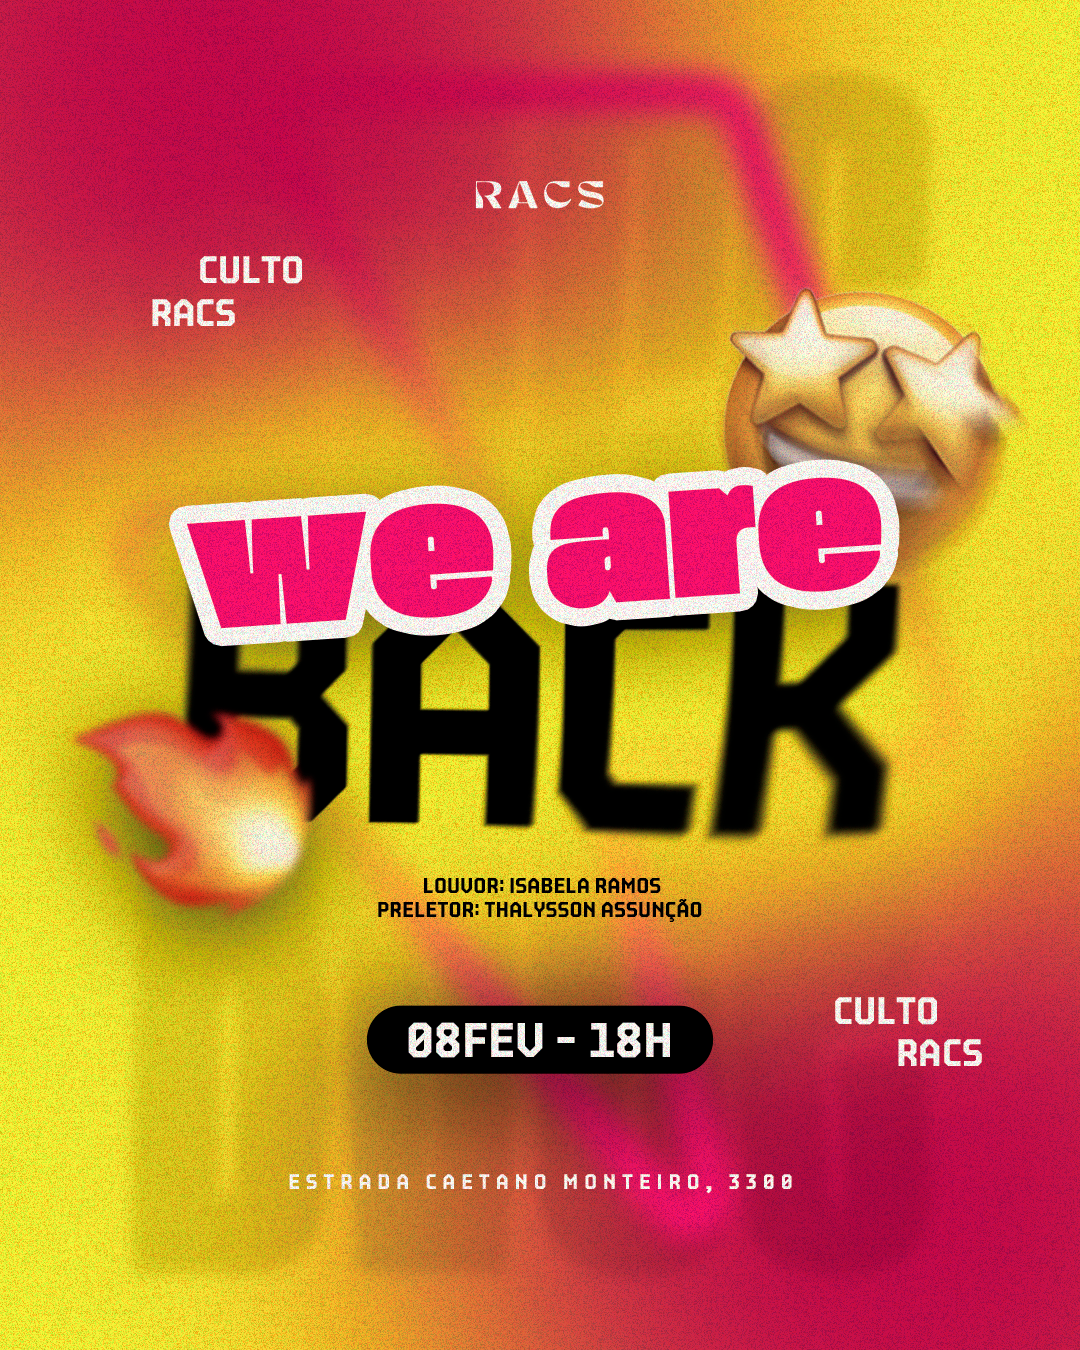 RACS
CULTO
RACS
we are
BACK
LOUVOR: ISABELA RAMOS
PRELETOR: THALYSSON ASSUNÇÃO
08FEV - 18H
CULTO
RACS
ESTRADA CAETANO MONTEIRO, 3300